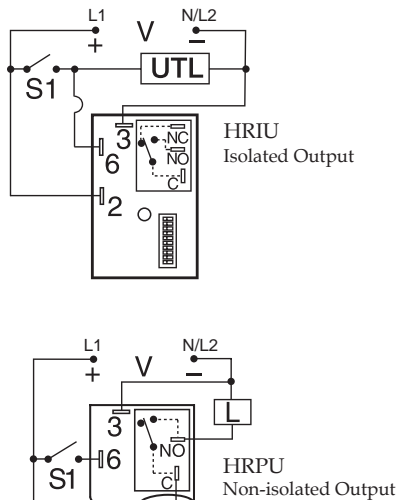 L1 V N/L2
+ −
S1 UTL
3 NC
6 NO
C
2
HRIU
Isolated Output
L1 V N/L2
+ −
L
3
NO
S1 6
C
HRPU
Non-isolated Output